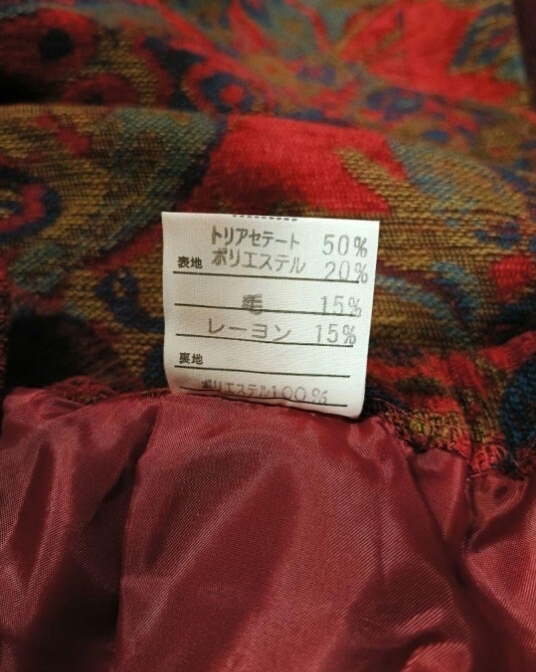 トリアセテート 50%
表地 ポリエステル 20%
毛 15%
レーヨン 15%
裏地
ポリエステル100%